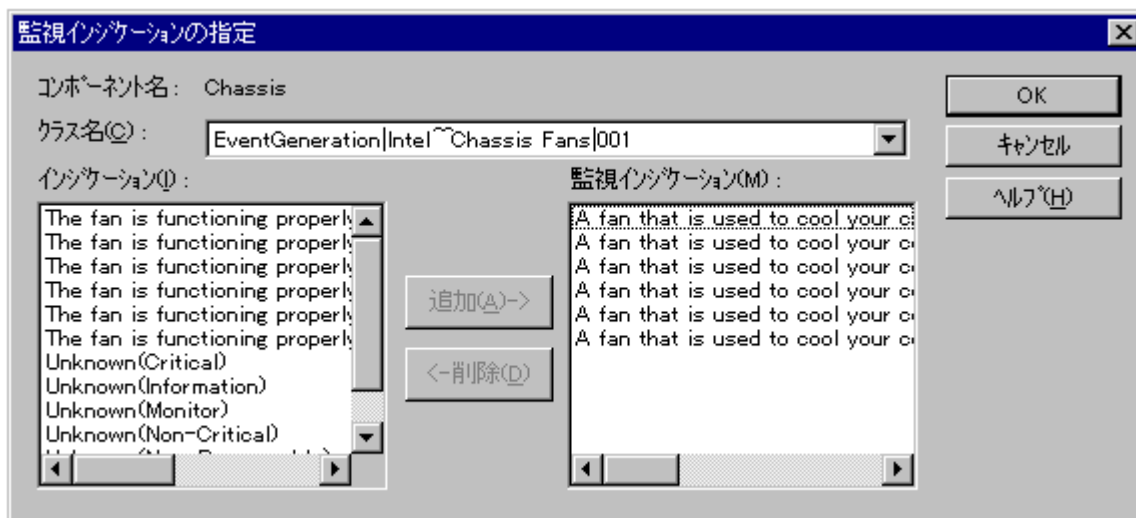 監視インジケーションの指定
コンポーネント名： Chassis
クラス名(C)： EventGeneration|Intel^^Chassis Fans|001
インジケーション(I)：
The fan is functioning properly
The fan is functioning properly
The fan is functioning properly
The fan is functioning properly
The fan is functioning properly
The fan is functioning properly
Unknown(Critical)
Unknown(Information)
Unknown(Monitor)
Unknown(Non-Critical)
追加(A)->
<-削除(D)
監視インジケーション(M)：
A fan that is used to cool your
A fan that is used to cool your
A fan that is used to cool your
A fan that is used to cool your
A fan that is used to cool your
A fan that is used to cool your
OK
キャンセル
ヘルプ(H)